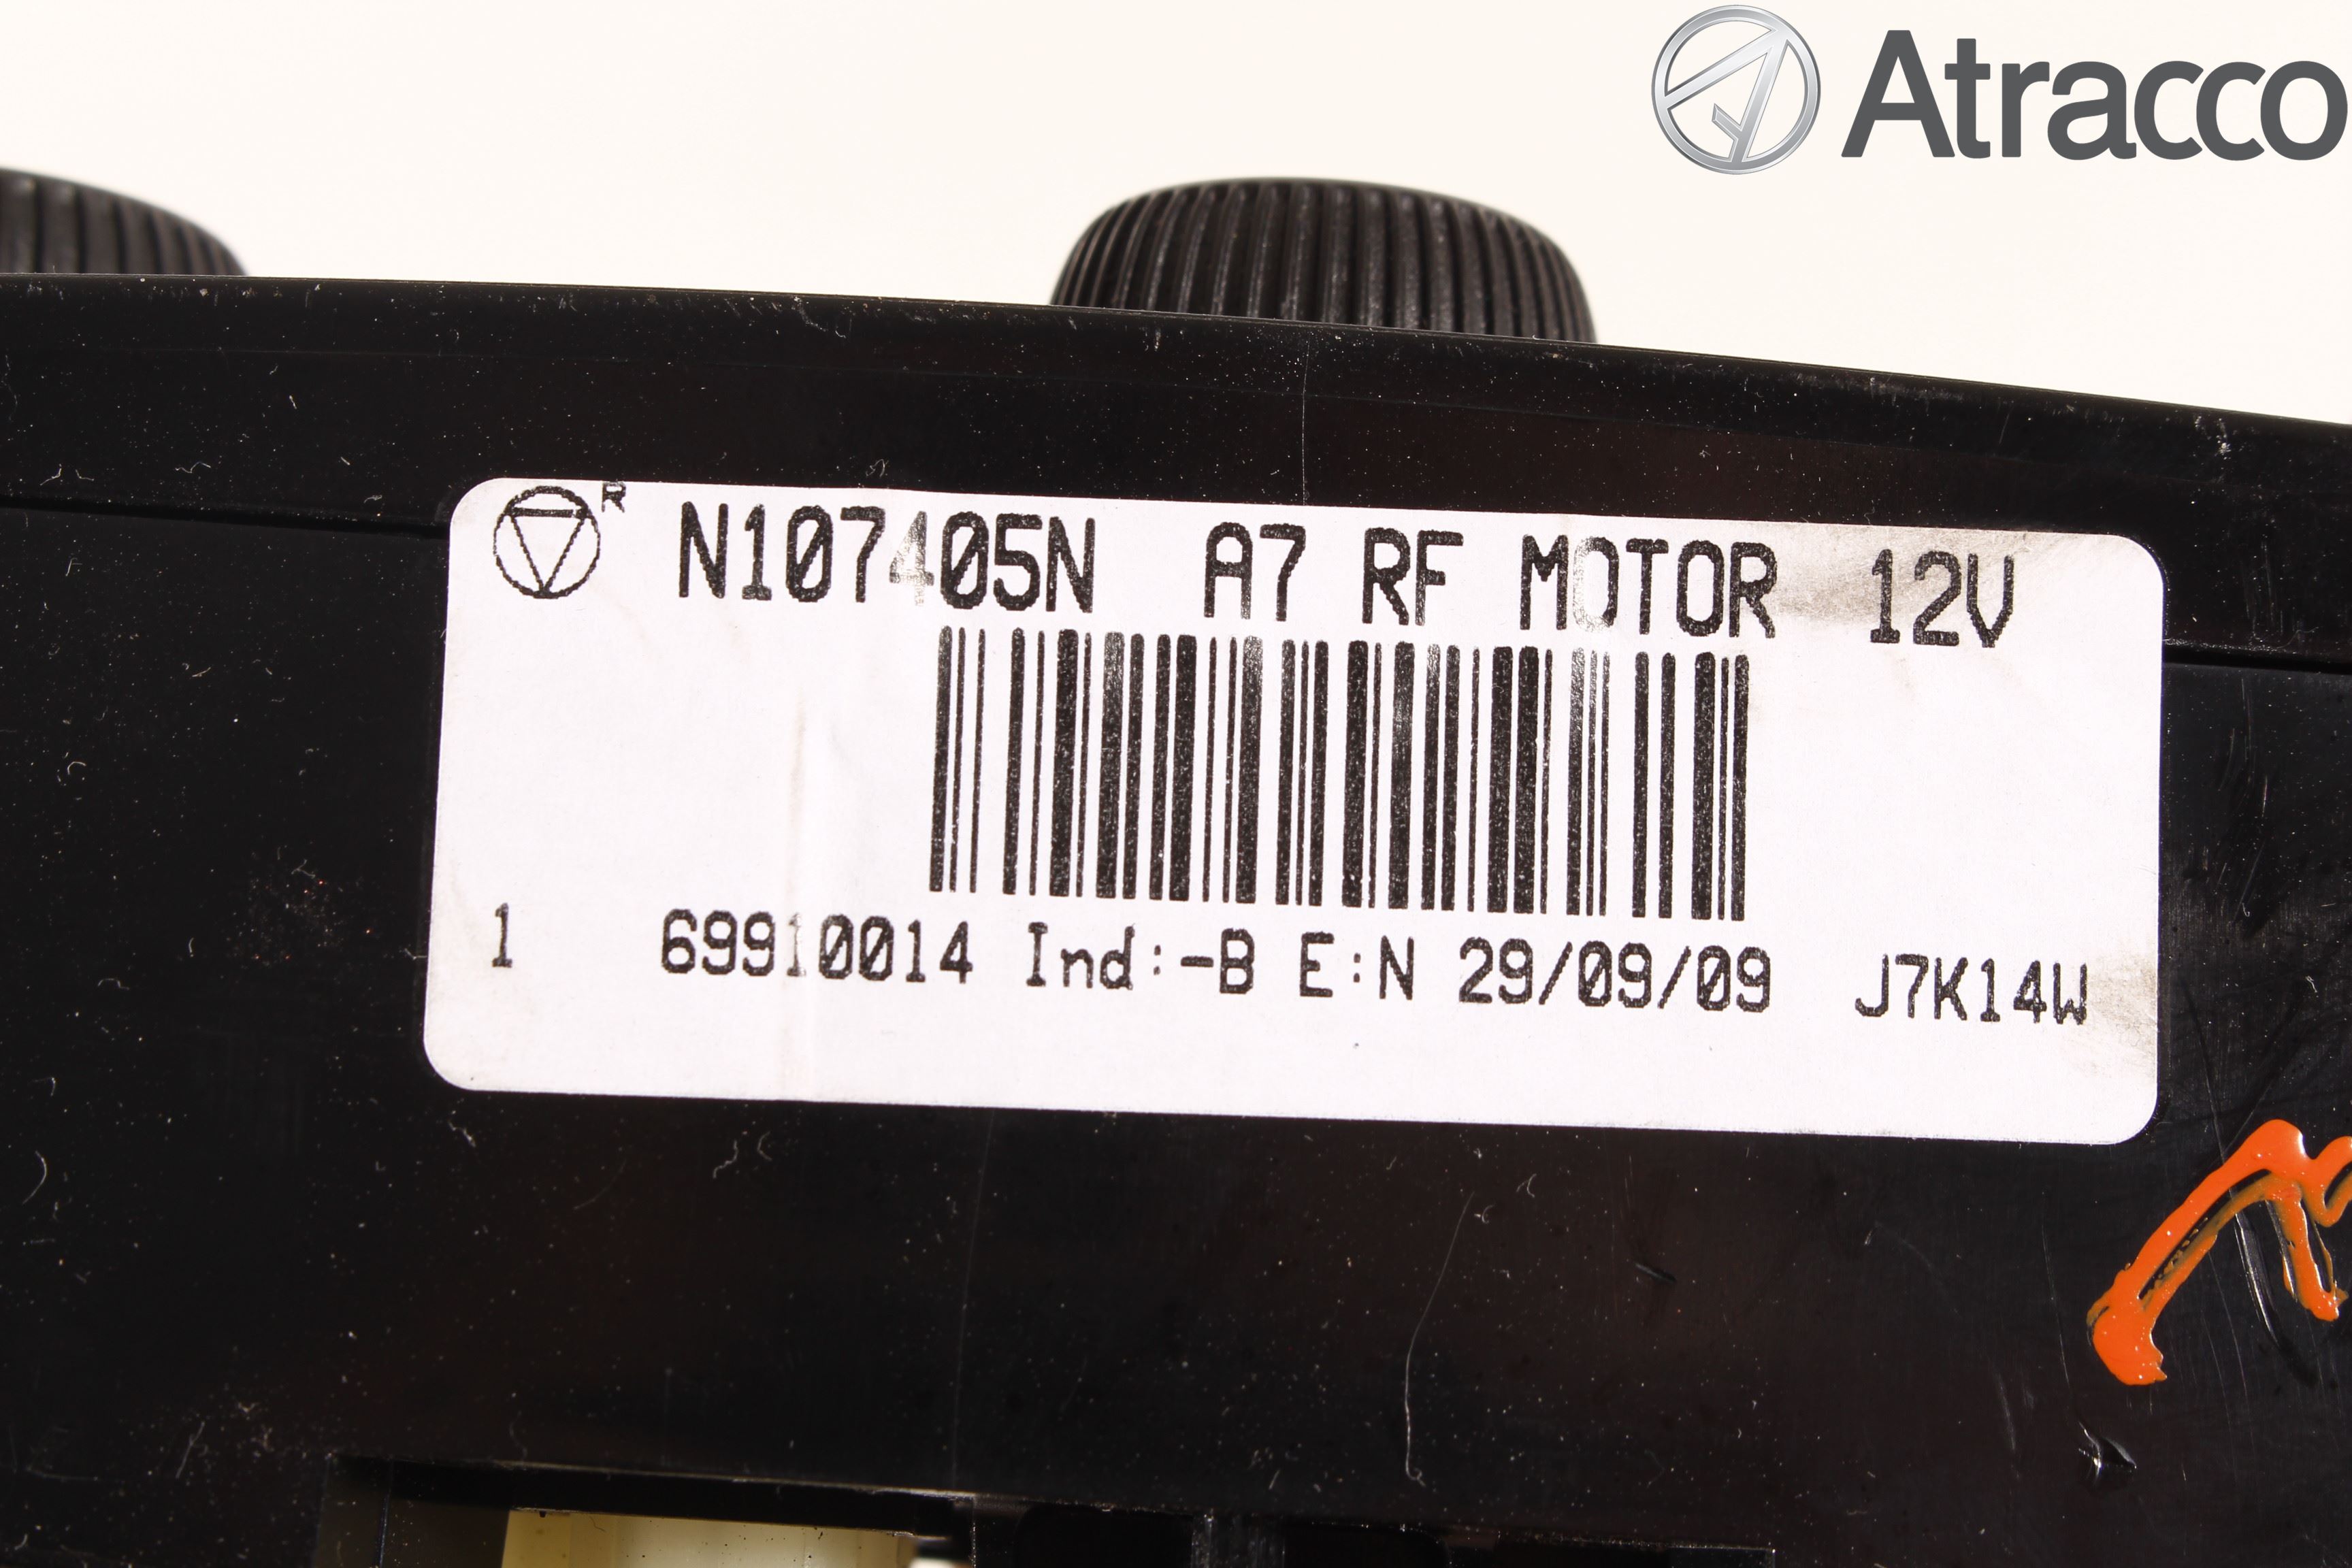 Atracco
R N107405N A7 RF MOTOR 12V
1 69910014 Ind:-B E:N 29/09/09 J7K14W